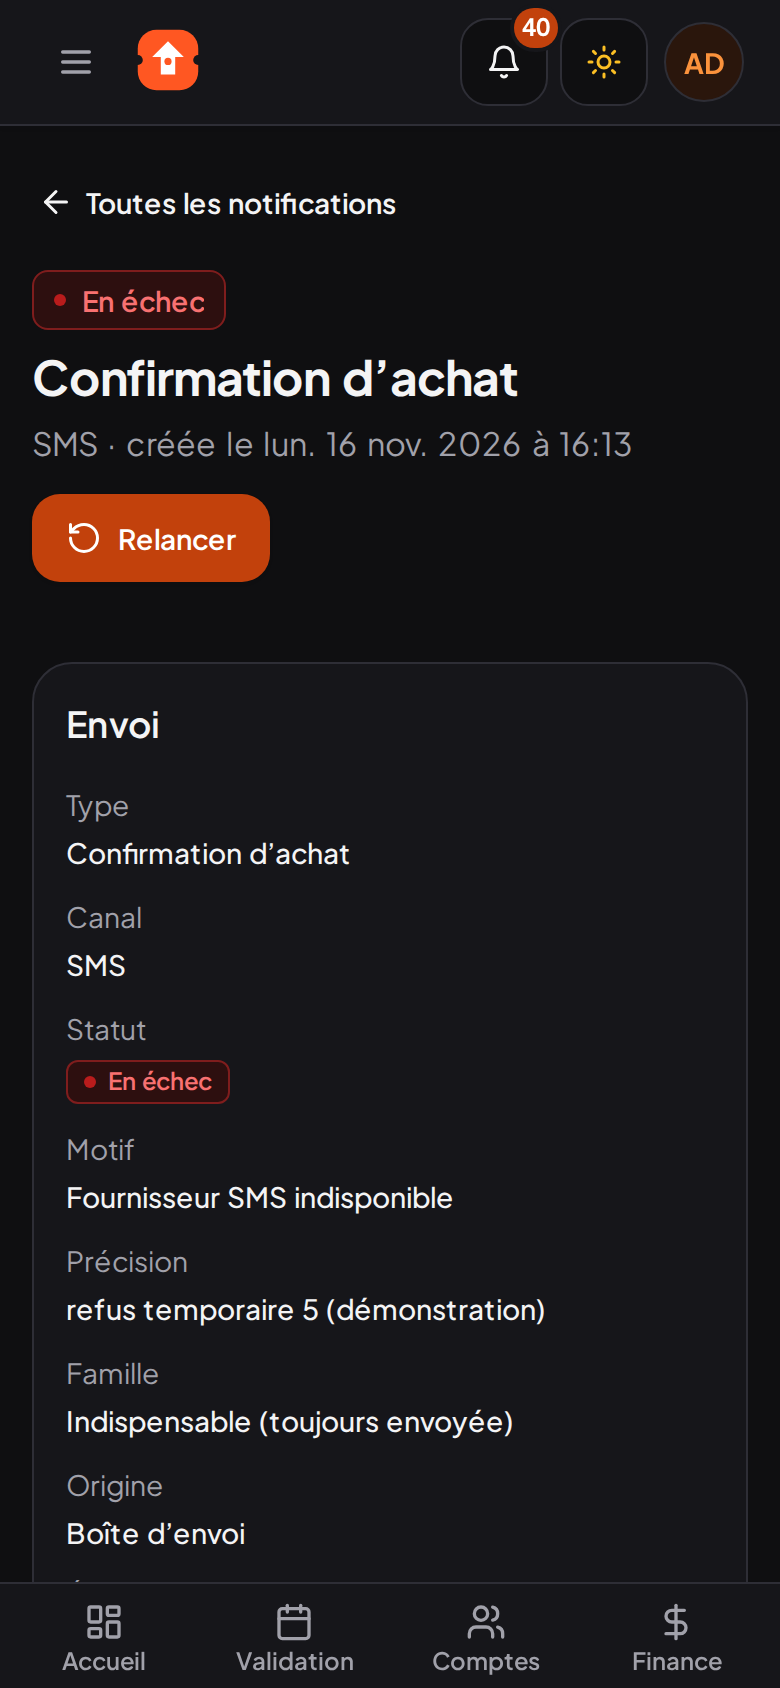 40
AD
Toutes les notifications
En échec
Confirmation d’achat
SMS · créée le lun. 16 nov. 2026 à 16:13
Relancer
Envoi
Type
Confirmation d’achat
Canal
SMS
Statut
En échec
Motif
Fournisseur SMS indisponible
Précision
refus temporaire 5 (démonstration)
Famille
Indispensable (toujours envoyée)
Origine
Boîte d’envoi
Accueil
Validation
Comptes
Finance